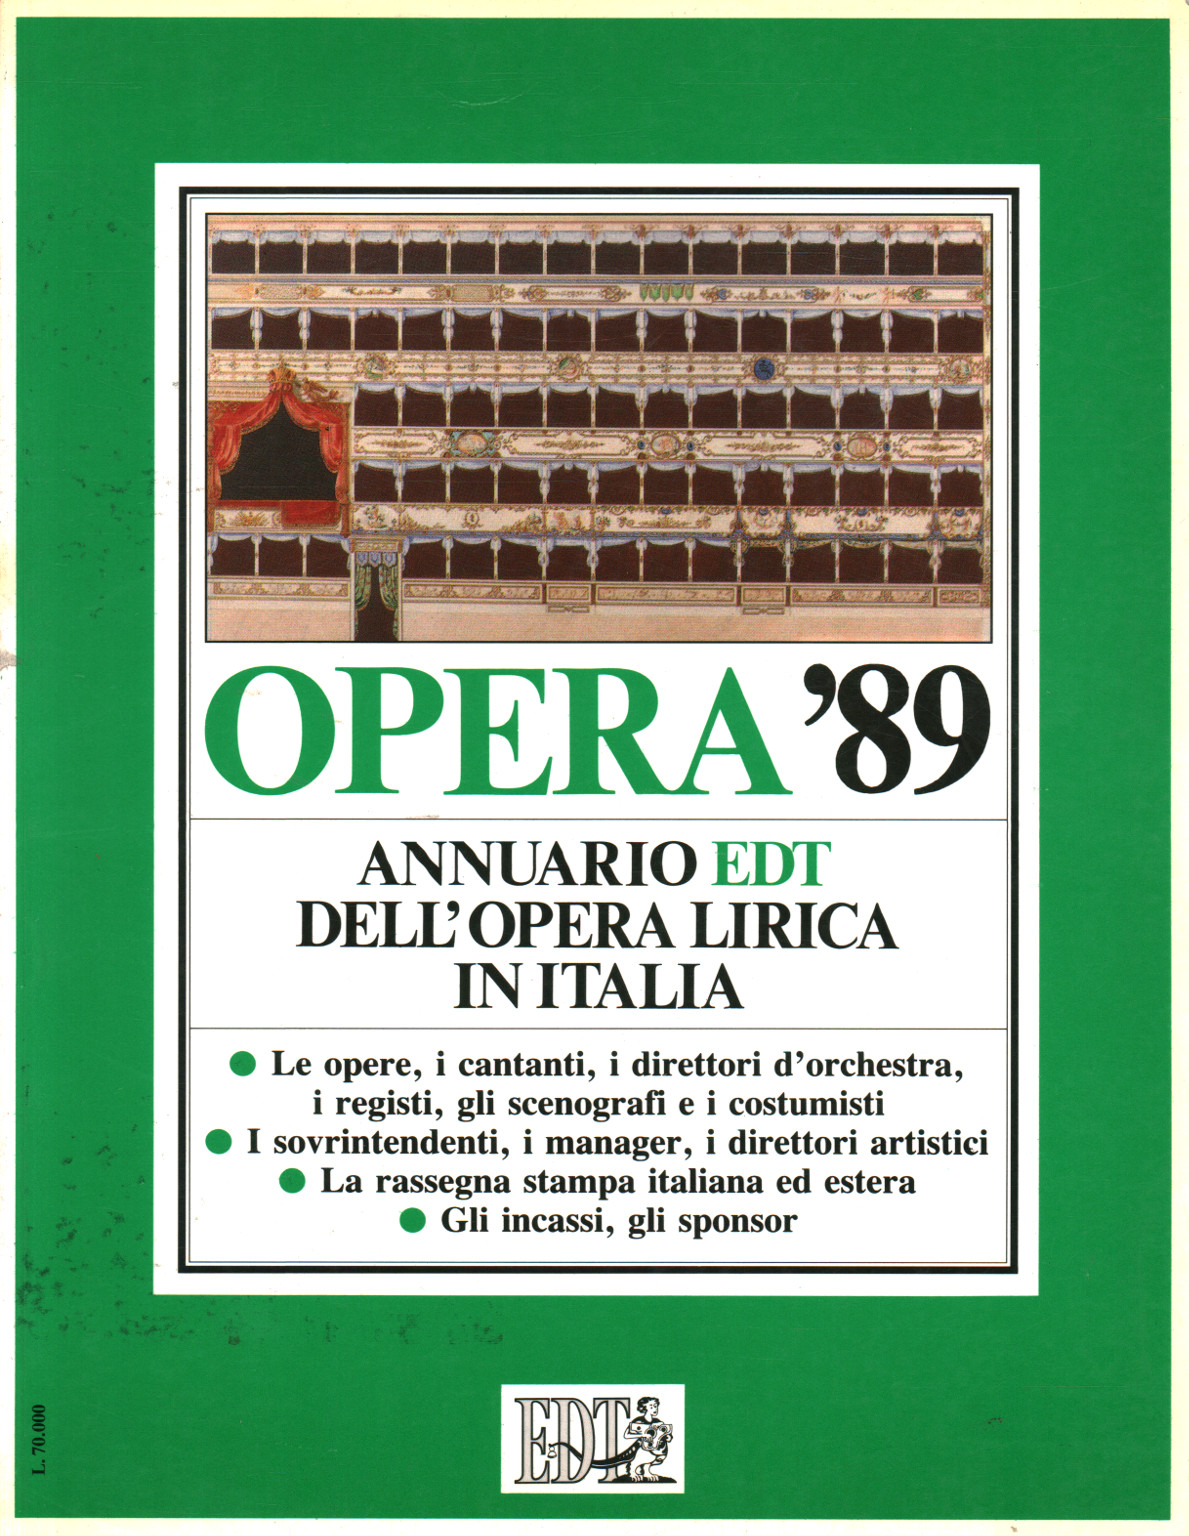 OPERA ’89
ANNUARIO EDT
DELL’OPERA LIRICA
IN ITALIA
● Le opere, i cantanti, i direttori d’orchestra,
i registi, gli scenografi e i costumisti
● I sovrintendenti, i manager, i direttori artistici
● La rassegna stampa italiana ed estera
● Gli incassi, gli sponsor
L. 70.000
EDT